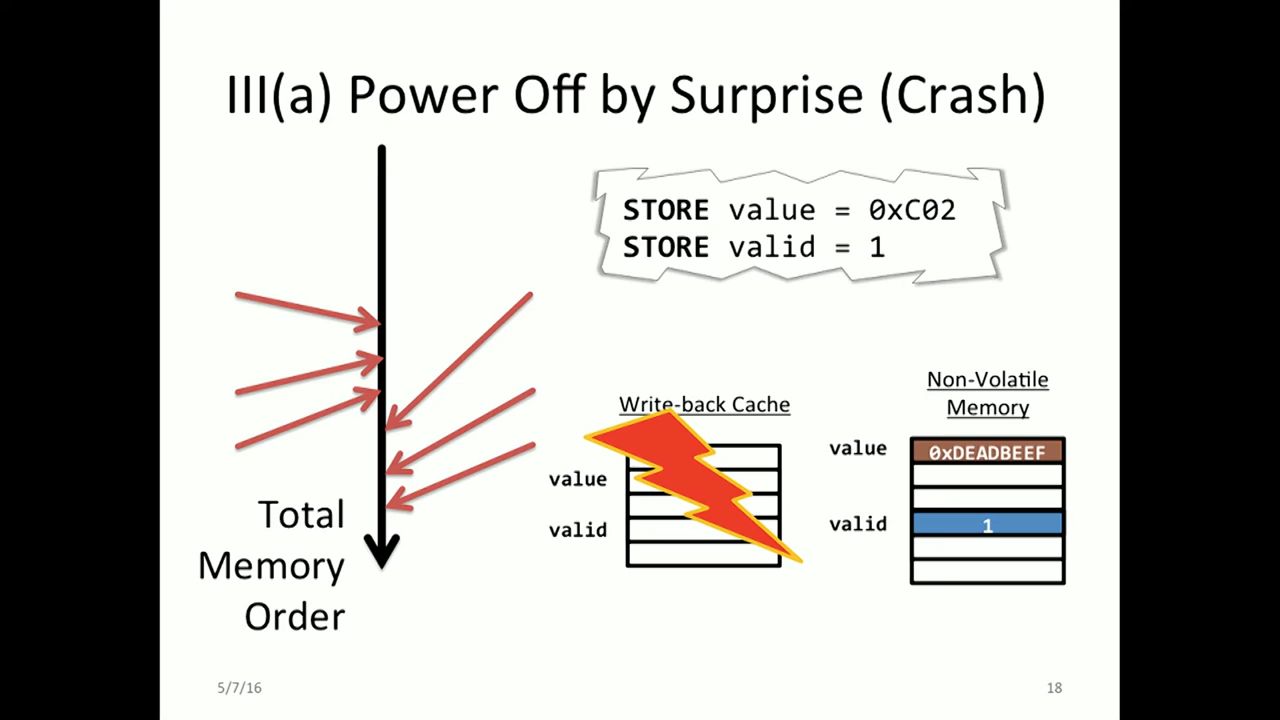 III(a) Power Off by Surprise (Crash)
STORE value = 0xC02
STORE valid = 1
Total
Memory
Order
Write-back Cache
value
valid
Non-Volatile
Memory
value
0xDEADBEEF
valid
1
5/7/16
18